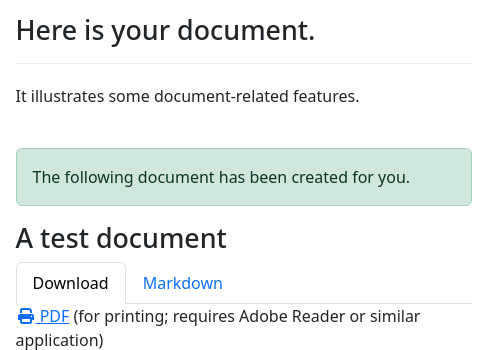 Here is your document.
It illustrates some document-related features.
The following document has been created for you.
A test document
Download Markdown
PDF (for printing; requires Adobe Reader or similar
application)